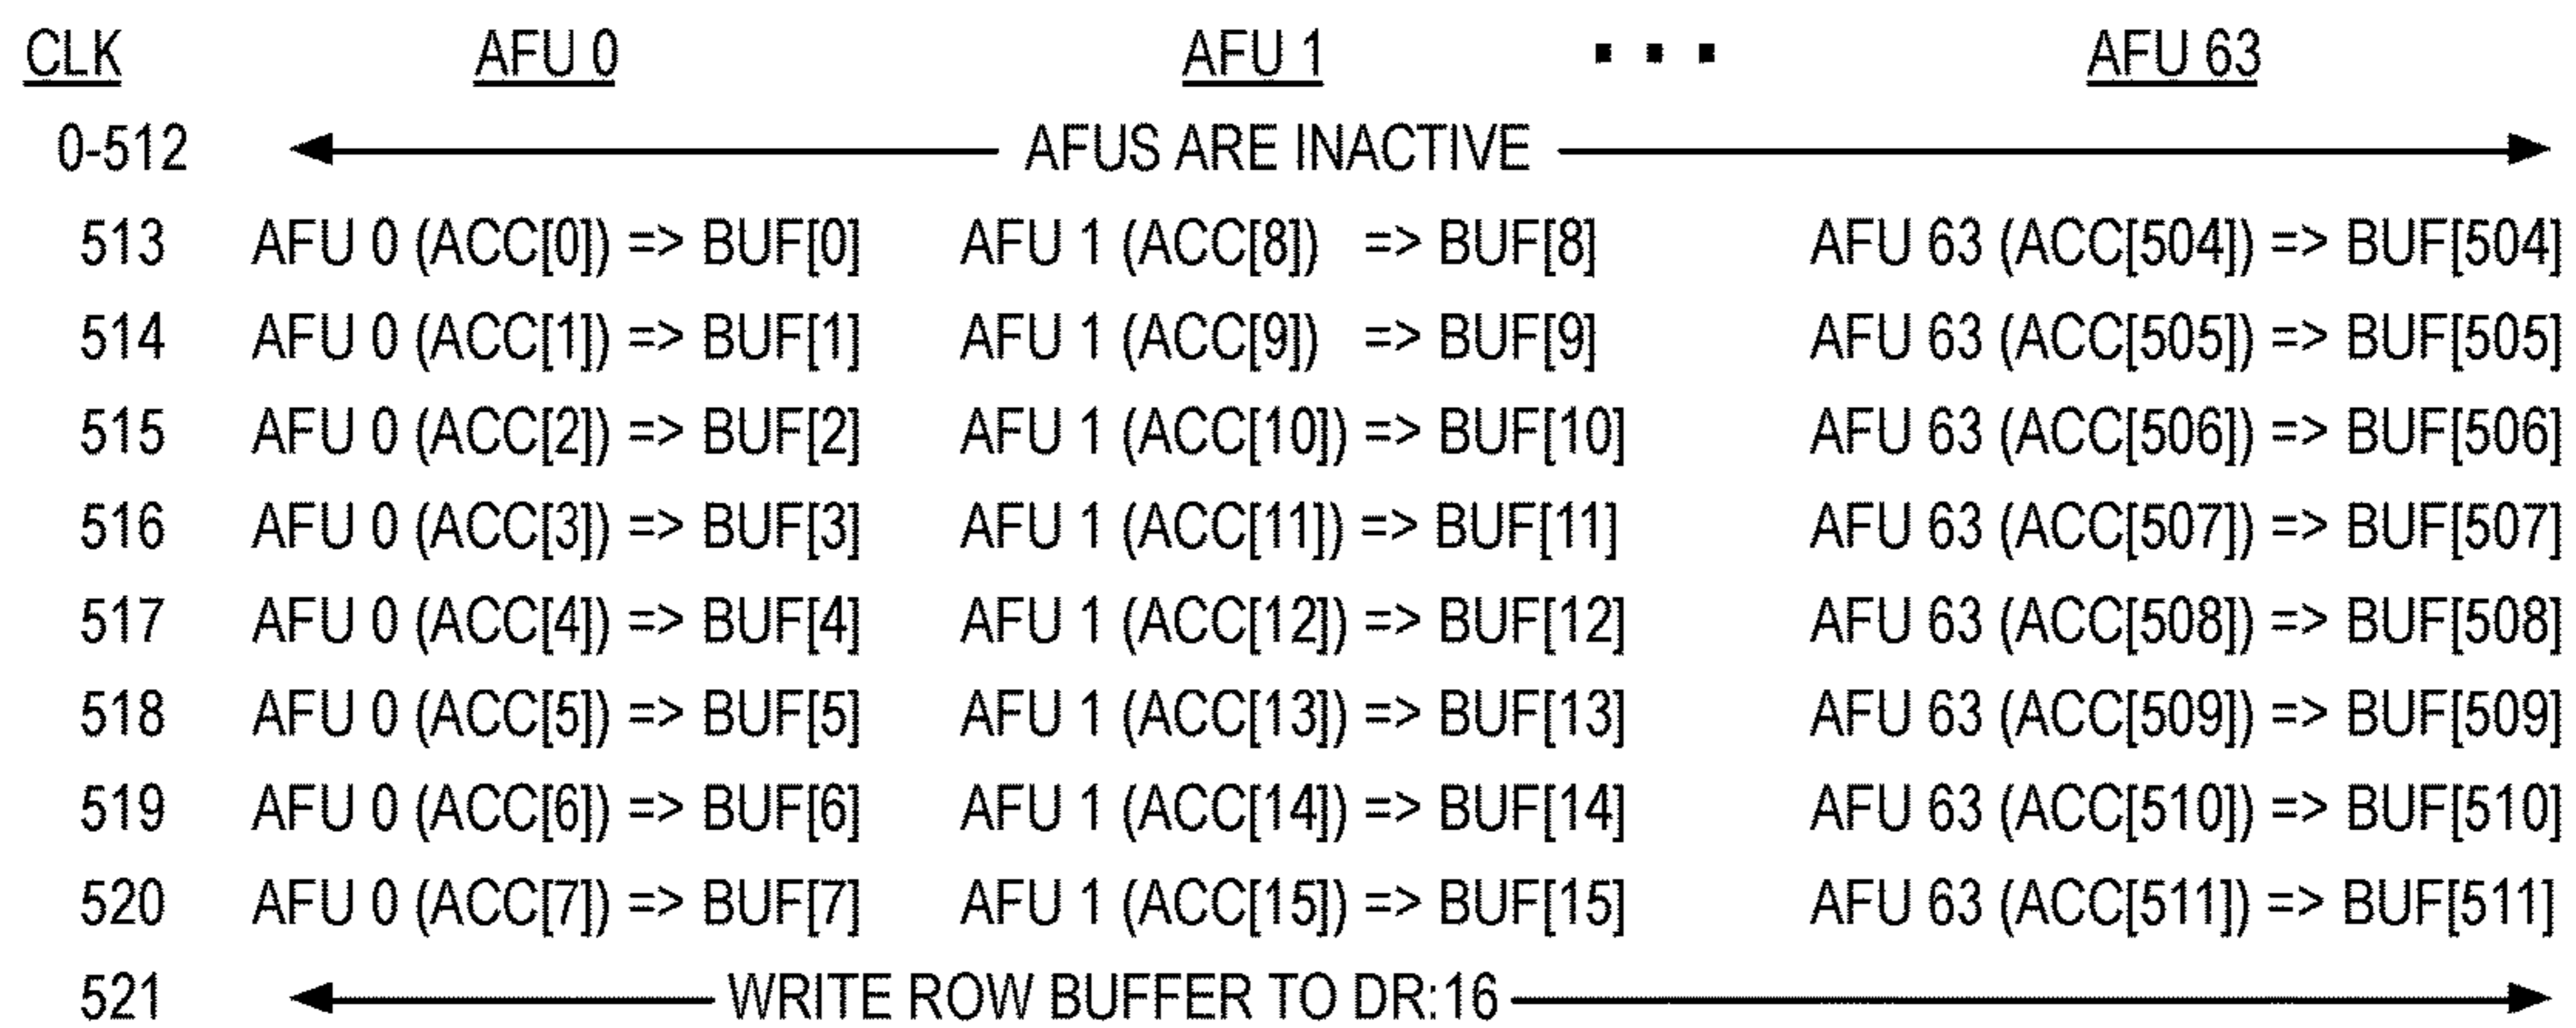 CLK AFU 0 AFU 1 ... AFU 63
0-512 AFUS ARE INACTIVE
513 AFU 0 (ACC[0]) => BUF[0] AFU 1 (ACC[8]) => BUF[8] AFU 63 (ACC[504]) => BUF[504]
514 AFU 0 (ACC[1]) => BUF[1] AFU 1 (ACC[9]) => BUF[9] AFU 63 (ACC[505]) => BUF[505]
515 AFU 0 (ACC[2]) => BUF[2] AFU 1 (ACC[10]) => BUF[10] AFU 63 (ACC[506]) => BUF[506]
516 AFU 0 (ACC[3]) => BUF[3] AFU 1 (ACC[11]) => BUF[11] AFU 63 (ACC[507]) => BUF[507]
517 AFU 0 (ACC[4]) => BUF[4] AFU 1 (ACC[12]) => BUF[12] AFU 63 (ACC[508]) => BUF[508]
518 AFU 0 (ACC[5]) => BUF[5] AFU 1 (ACC[13]) => BUF[13] AFU 63 (ACC[509]) => BUF[509]
519 AFU 0 (ACC[6]) => BUF[6] AFU 1 (ACC[14]) => BUF[14] AFU 63 (ACC[510]) => BUF[510]
520 AFU 0 (ACC[7]) => BUF[7] AFU 1 (ACC[15]) => BUF[15] AFU 63 (ACC[511]) => BUF[511]
521 WRITE ROW BUFFER TO DR:16